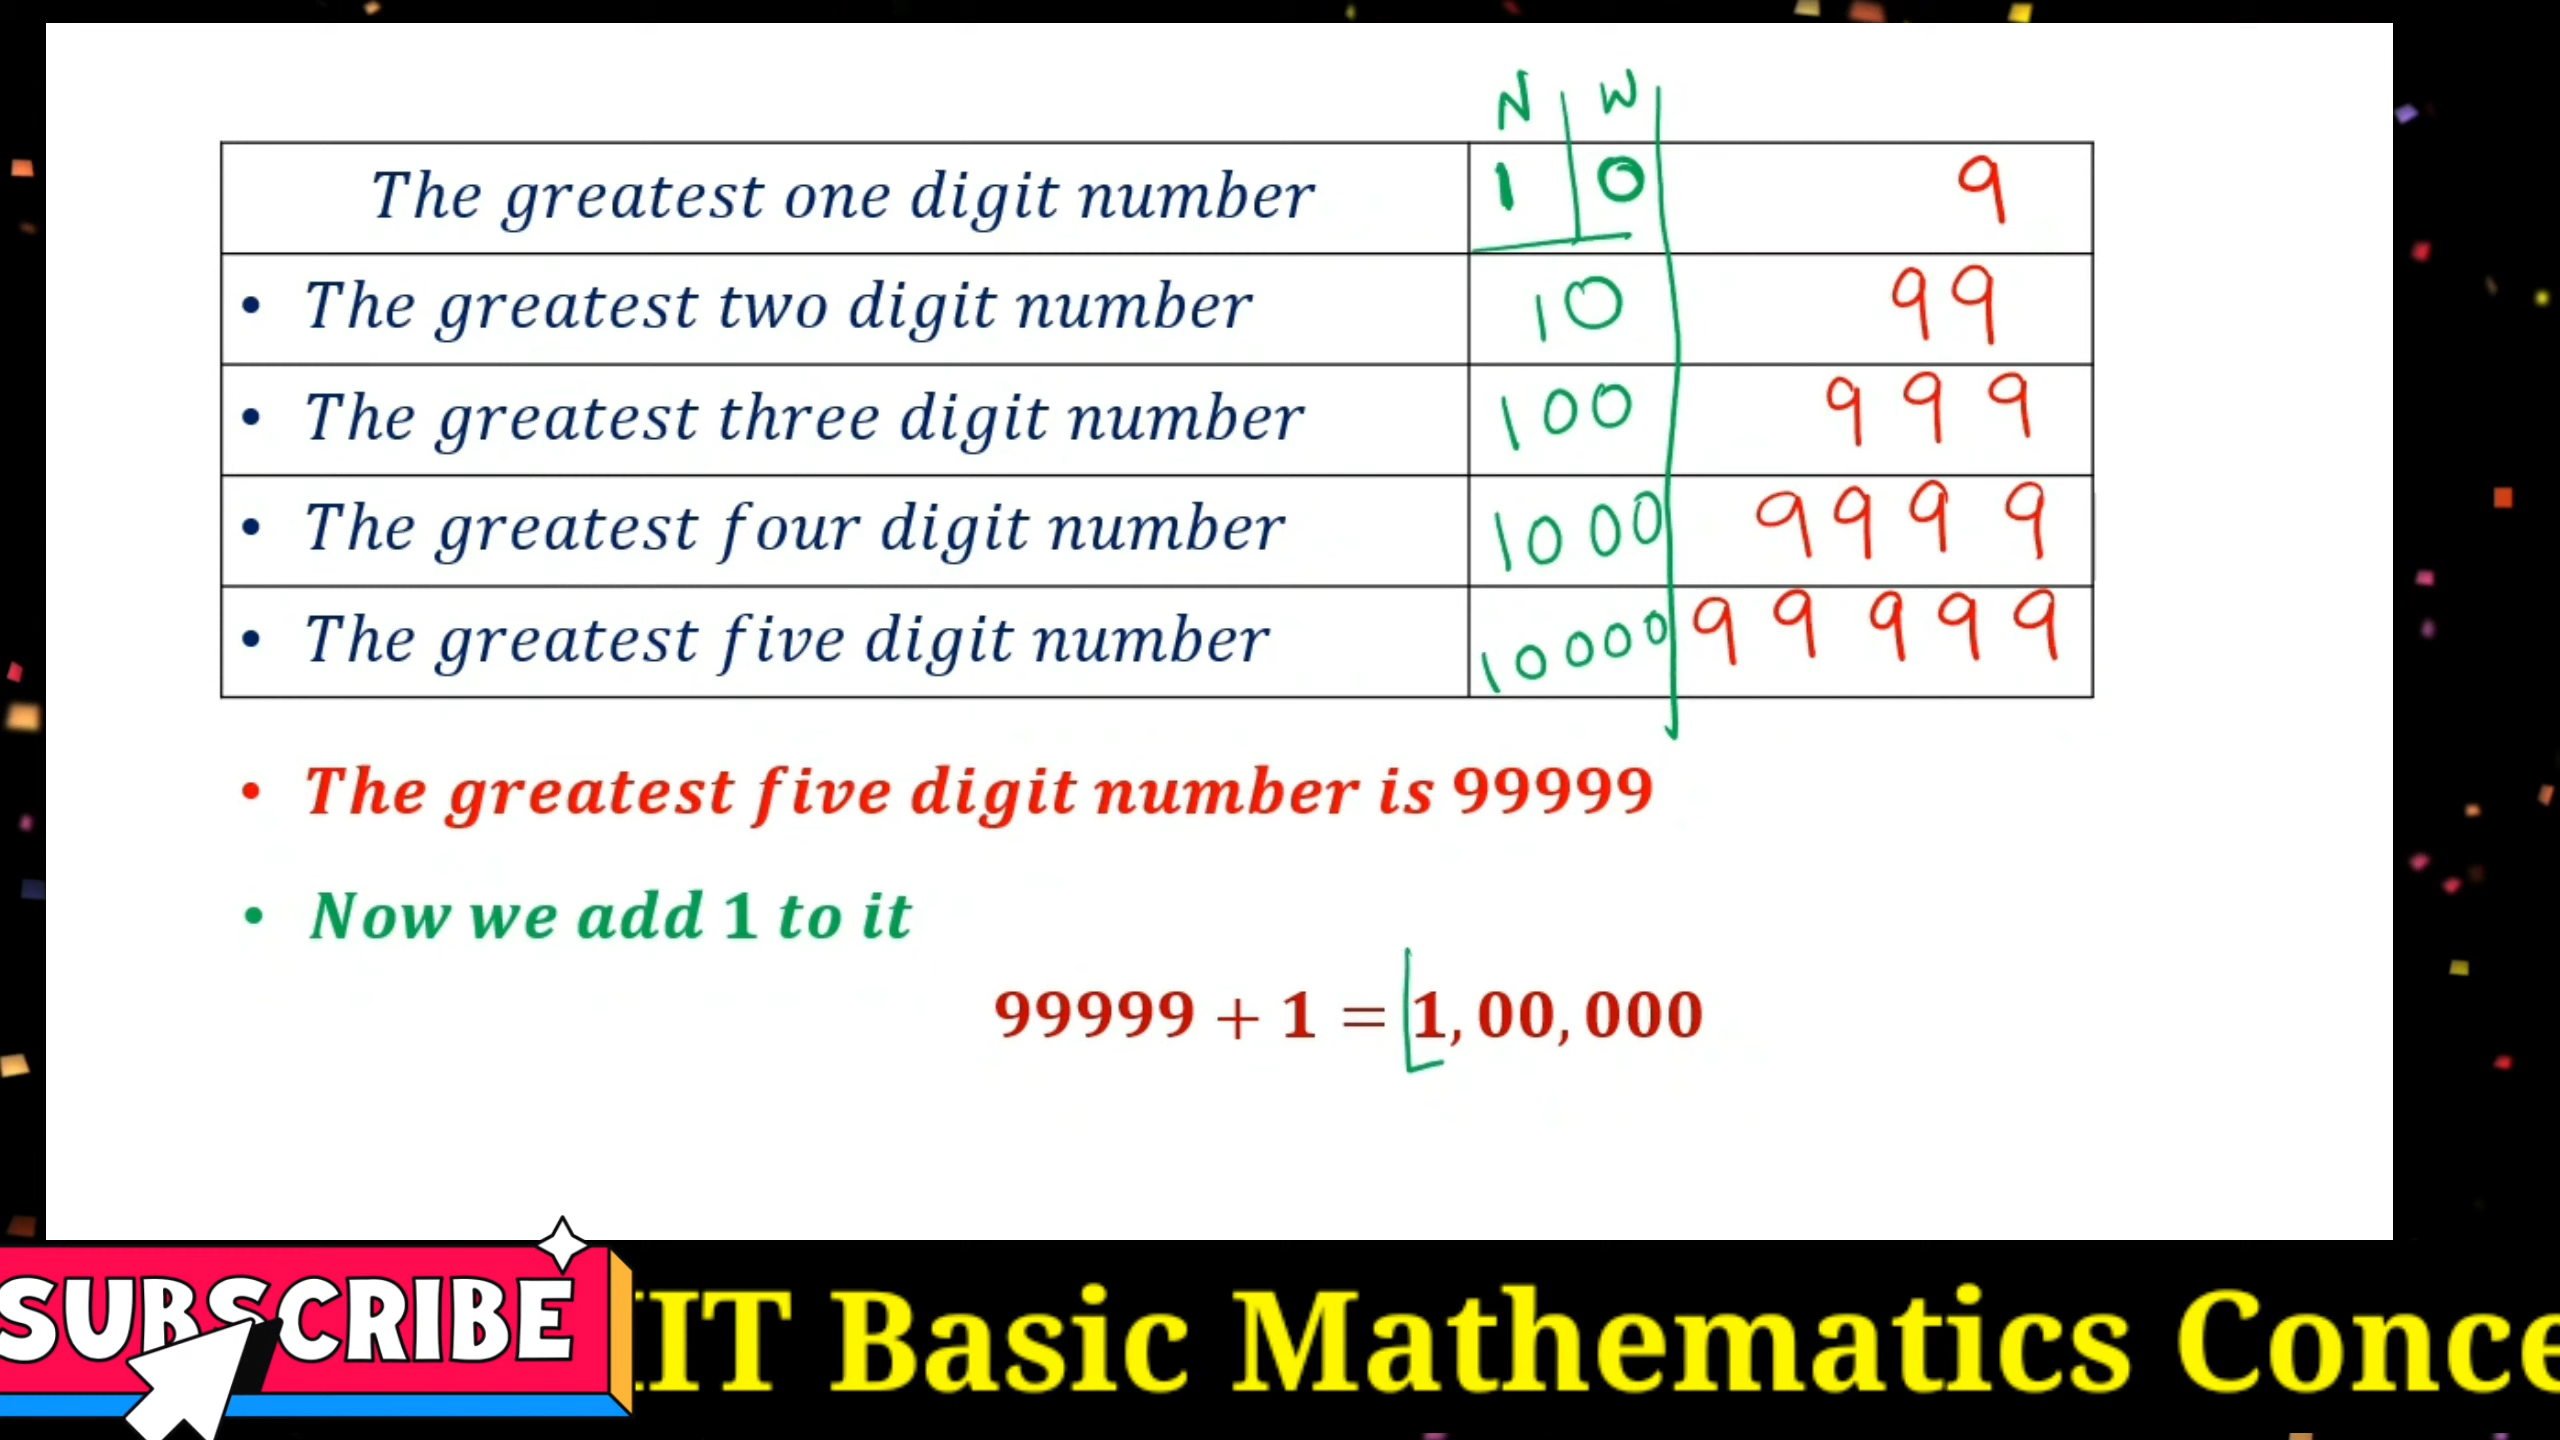 N W
The greatest one digit number 1 0 9
• The greatest two digit number 10 99
• The greatest three digit number 100 999
• The greatest four digit number 1000 9999
• The greatest five digit number 10000 99999
• The greatest five digit number is 99999
• Now we add 1 to it
99999 + 1 = 1,00,000
SUBSCRIBE
IIT Basic Mathematics Conce